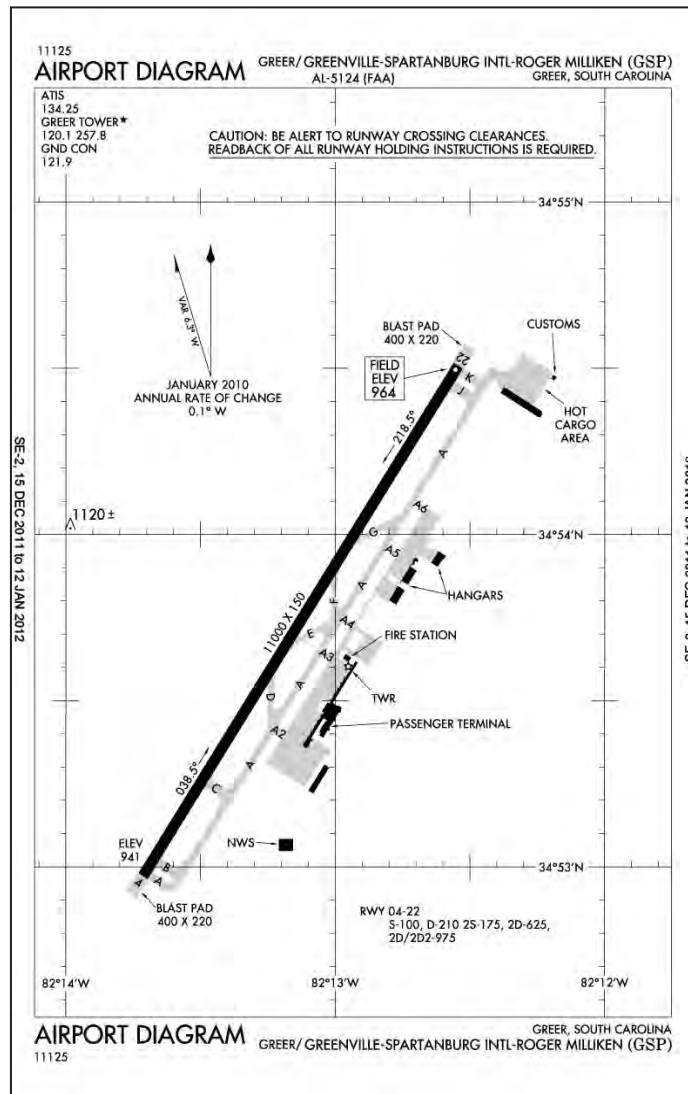 11125
AIRPORT DIAGRAM
GREER/GREENVILLE-SPARTANBURG INTL-ROGER MILLIKEN (GSP)
AL-5124 (FAA)
GREER, SOUTH CAROLINA
ATIS
134.25
GREER TOWER★
120.1 257.8
GND CON
121.9
CAUTION: BE ALERT TO RUNWAY CROSSING CLEARANCES.
READBACK OF ALL RUNWAY HOLDING INSTRUCTIONS IS REQUIRED.
34°55'N
VAR 6.3° W
JANUARY 2010
ANNUAL RATE OF CHANGE
0.1° W
BLAST PAD
400 X 220
22
CUSTOMS
FIELD
ELEV
964
K
J
HOT
CARGO
AREA
218.5°
A
SE-2, 15 DEC 2011 to 12 JAN 2012
1120 ±
A6
G
34°54'N
A5
A
HANGARS
F
11000 X 150
A4
E
FIRE STATION
A3
A
TWR
D
PASSENGER TERMINAL
A2
A
038.5°
C
NWS
ELEV
941
34°53'N
B
A
4
BLAST PAD
400 X 220
RWY 04-22
S-100, D-210 2S-175, 2D-625,
2D/2D2-975
82°14'W
82°13'W
82°12'W
AIRPORT DIAGRAM
11125
GREER, SOUTH CAROLINA
GREER/GREENVILLE-SPARTANBURG INTL-ROGER MILLIKEN (GSP)